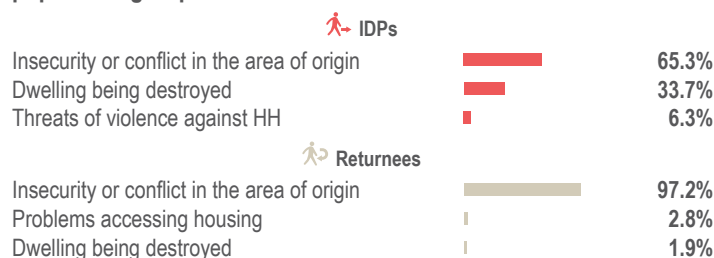 IDPs
Insecurity or conflict in the area of origin 65.3%
Dwelling being destroyed 33.7%
Threats of violence against HH 6.3%
Returnees
Insecurity or conflict in the area of origin 97.2%
Problems accessing housing 2.8%
Dwelling being destroyed 1.9%